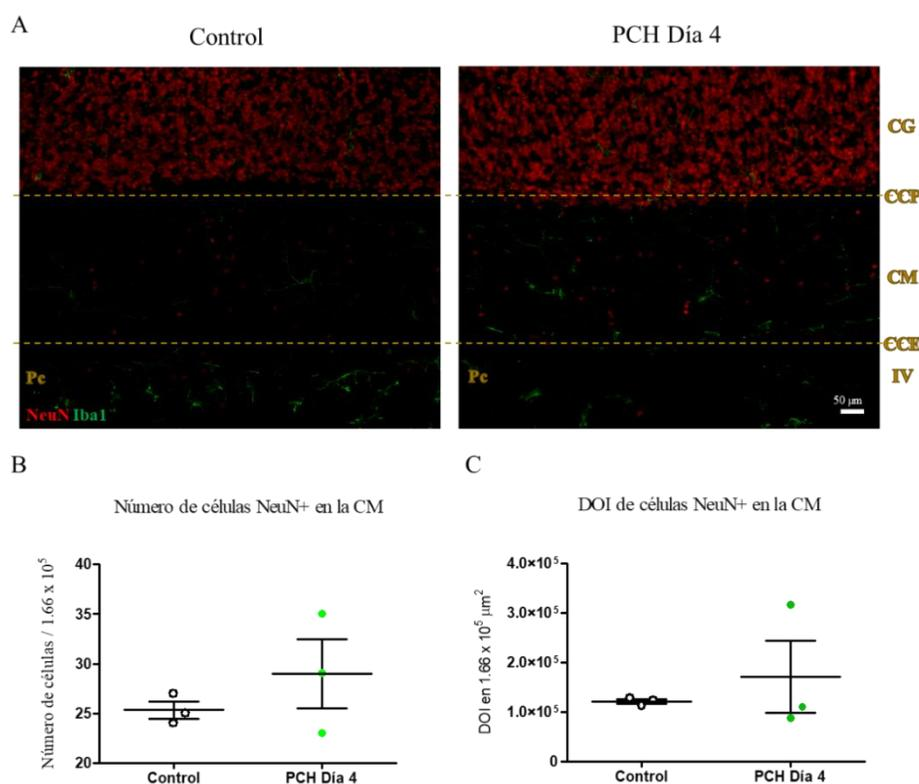 A
Control
PCH Día 4
CG
CCP
CM
CCE
IV
Pc
NeuN Iba1
Pc
50 μm
B
Número de células NeuN+ en la CM
Número de células / 1.66 x 10⁵
40
35
30
25
20
Control
PCH Día 4
C
DOI de células NeuN+ en la CM
DOI en 1.66 x 10⁵ μm²
4.0×10⁵
3.0×10⁵
2.0×10⁵
1.0×10⁵
0
Control
PCH Día 4